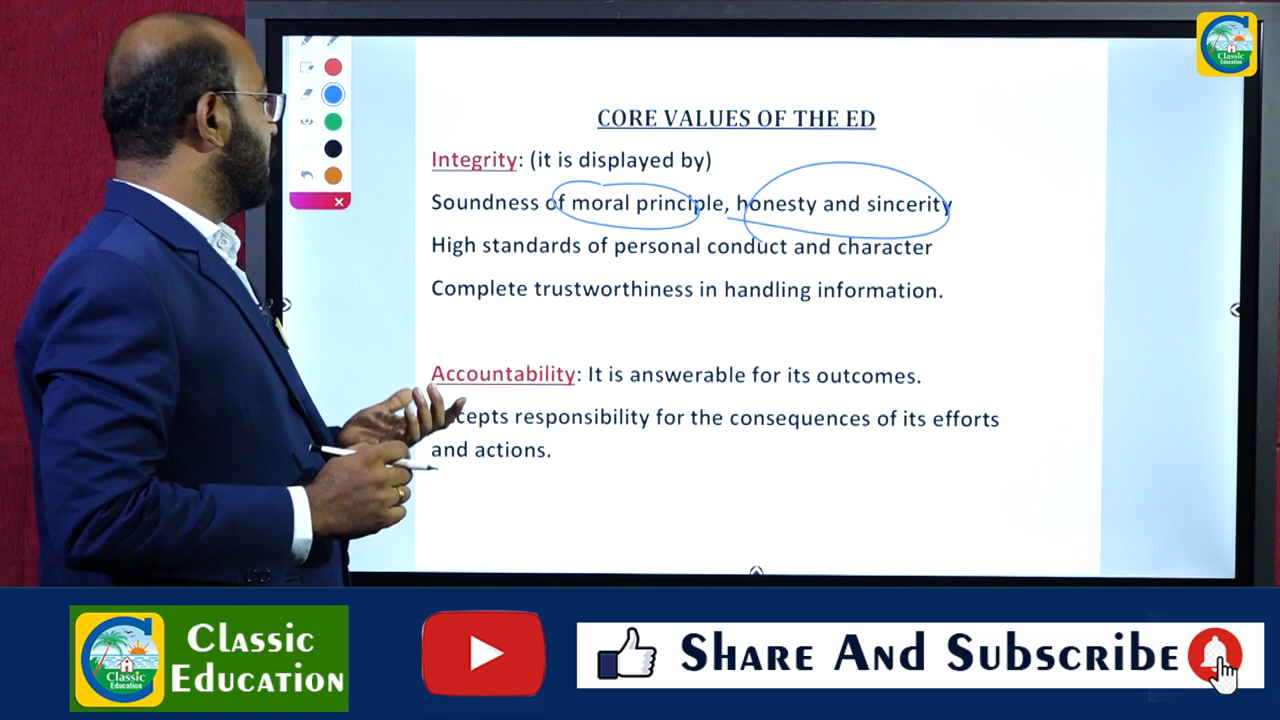 Classic
Education
CORE VALUES OF THE ED
Integrity: (it is displayed by)
Soundness of moral principle, honesty and sincerity
High standards of personal conduct and character
Complete trustworthiness in handling information.
Accountability: It is answerable for its outcomes.
responsibility for the consequences of its efforts
and actions.
Classic
Education
Classic
Education
Share And Subscribe